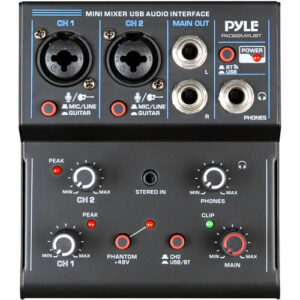 MINI MIXER USB AUDIO INTERFACE
CH 1
CH 2
MAIN OUT
PYLE
PAD22MXUBT
POWER
L
BT
USB
MIC/LINE
GUITAR
MIC/LINE
GUITAR
R
PHONES
PEAK
MIN
MAX
CH 2
STEREO IN
MIN
MAX
PHONES
PEAK
CLIP
MIN
MAX
CH 1
PHANTOM
+48V
CH2
USB/BT
MIN
MAX
MAIN